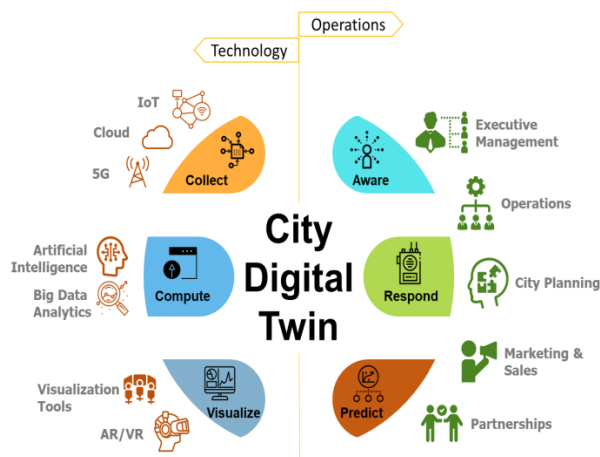 Operations
Technology
IoT
Cloud
5G
Collect
Aware
Executive
Management
Operations
Artificial
Intelligence
Big Data
Analytics
Compute
City
Digital
Twin
Respond
City Planning
Visualization
Tools
AR/VR
Visualize
Predict
Marketing &
Sales
Partnerships